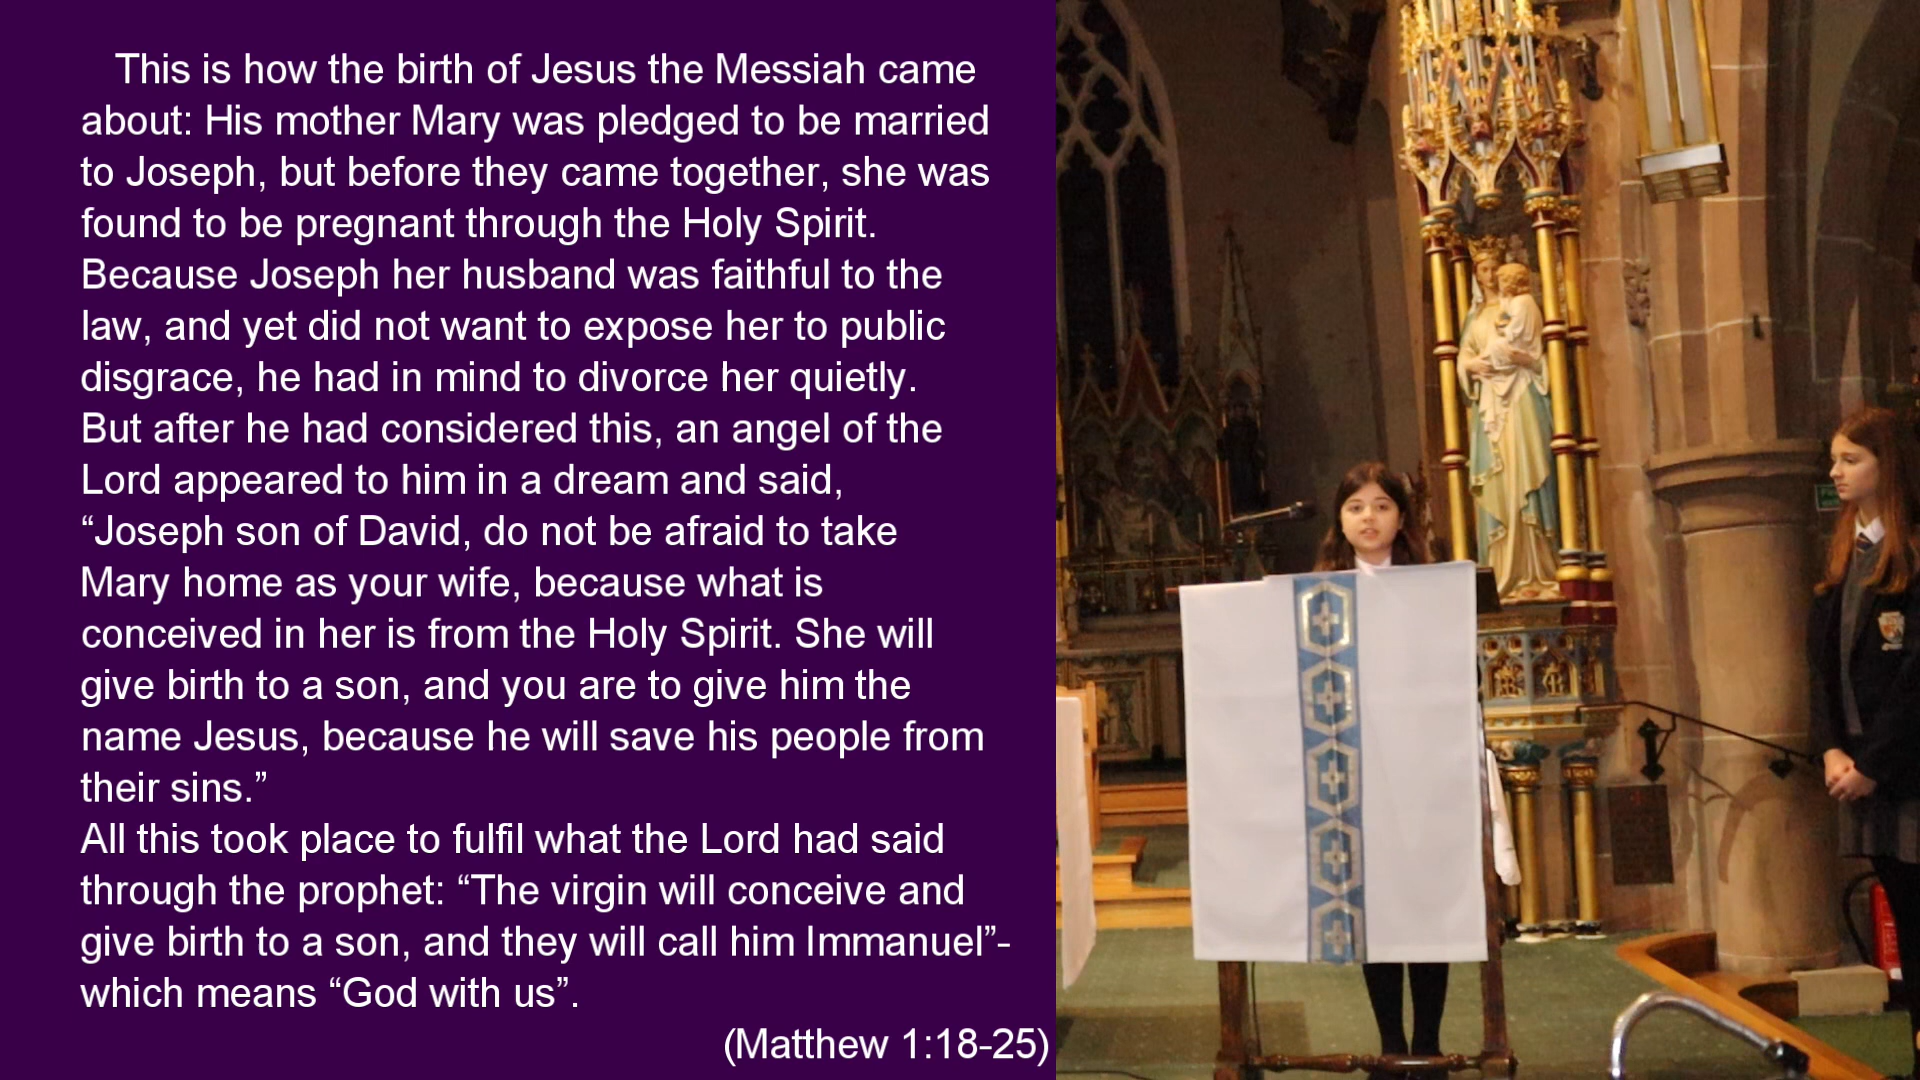 This is how the birth of Jesus the Messiah came
about: His mother Mary was pledged to be married
to Joseph, but before they came together, she was
found to be pregnant through the Holy Spirit.
Because Joseph her husband was faithful to the
law, and yet did not want to expose her to public
disgrace, he had in mind to divorce her quietly.
But after he had considered this, an angel of the
Lord appeared to him in a dream and said,
“Joseph son of David, do not be afraid to take
Mary home as your wife, because what is
conceived in her is from the Holy Spirit. She will
give birth to a son, and you are to give him the
name Jesus, because he will save his people from
their sins.”
All this took place to fulfil what the Lord had said
through the prophet: “The virgin will conceive and
give birth to a son, and they will call him Immanuel”-
which means “God with us”.
(Matthew 1:18-25)